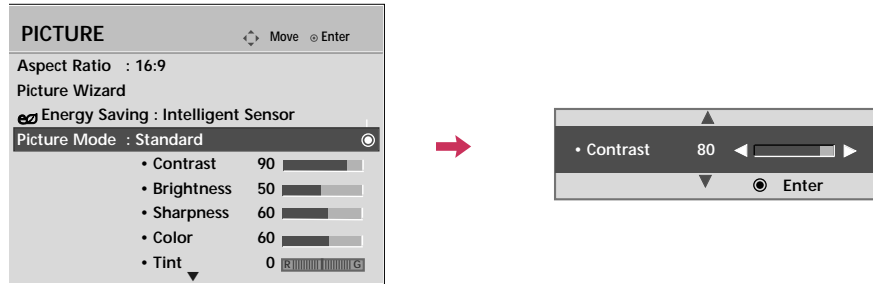 PICTURE
Move Enter
Aspect Ratio : 16:9
Picture Wizard
Energy Saving : Intelligent Sensor
Picture Mode : Standard
• Contrast 90
• Brightness 50
• Sharpness 60
• Color 60
• Tint 0 R G
• Contrast 80
Enter